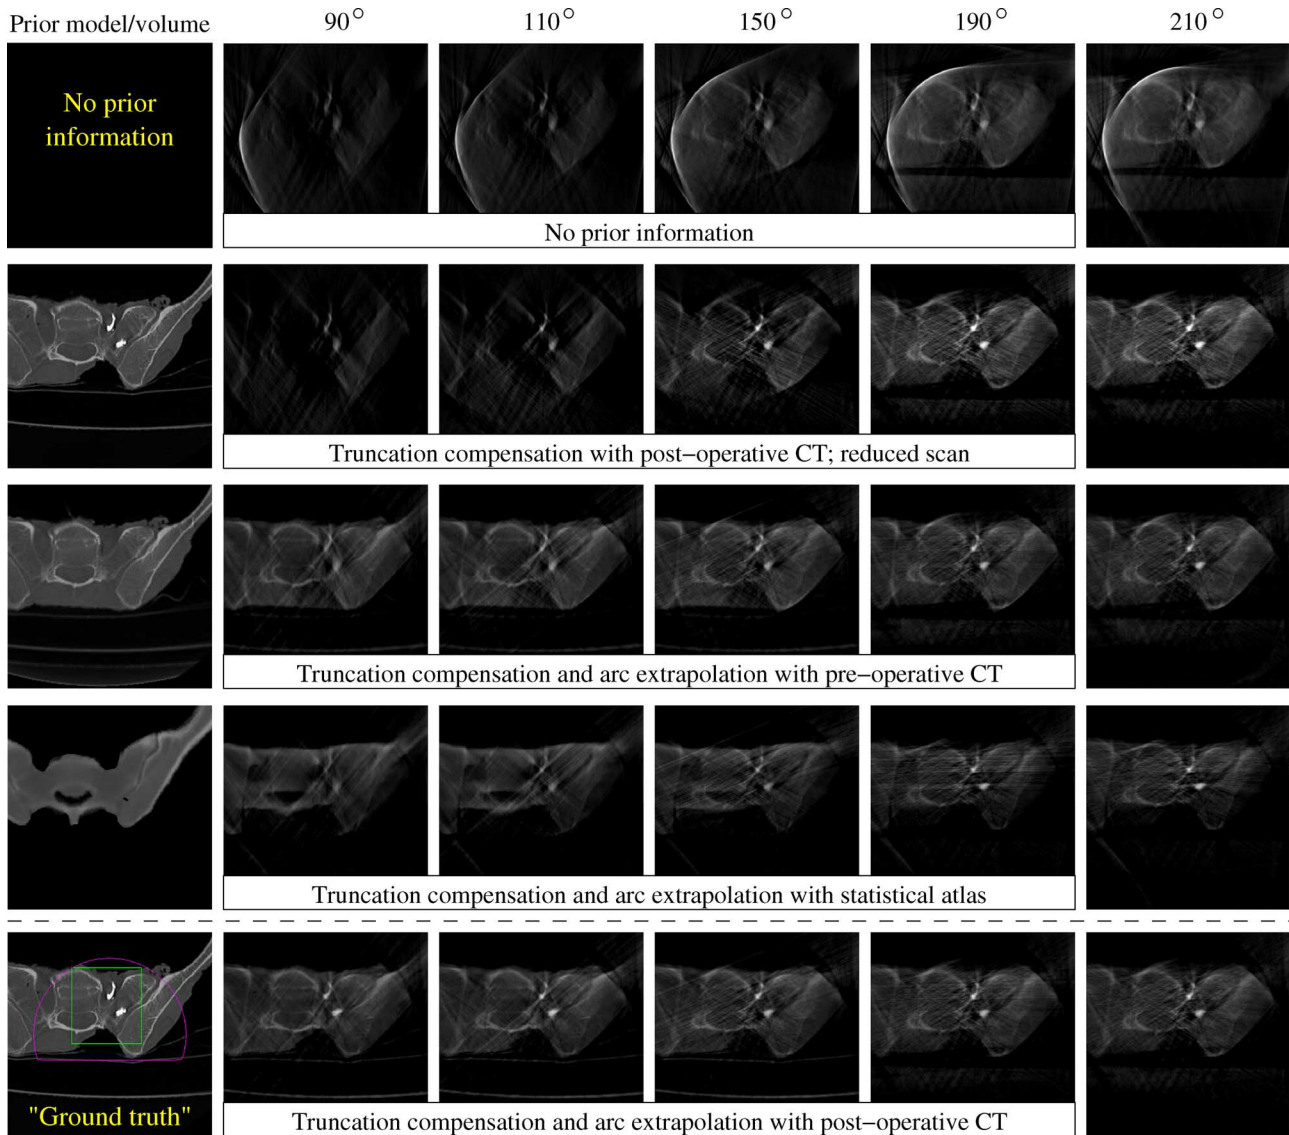 Prior model/volume 90° 110° 150° 190° 210°
No prior
information
No prior information
Truncation compensation with post−operative CT; reduced scan
Truncation compensation and arc extrapolation with pre−operative CT
Truncation compensation and arc extrapolation with statistical atlas
"Ground truth"
Truncation compensation and arc extrapolation with post−operative CT